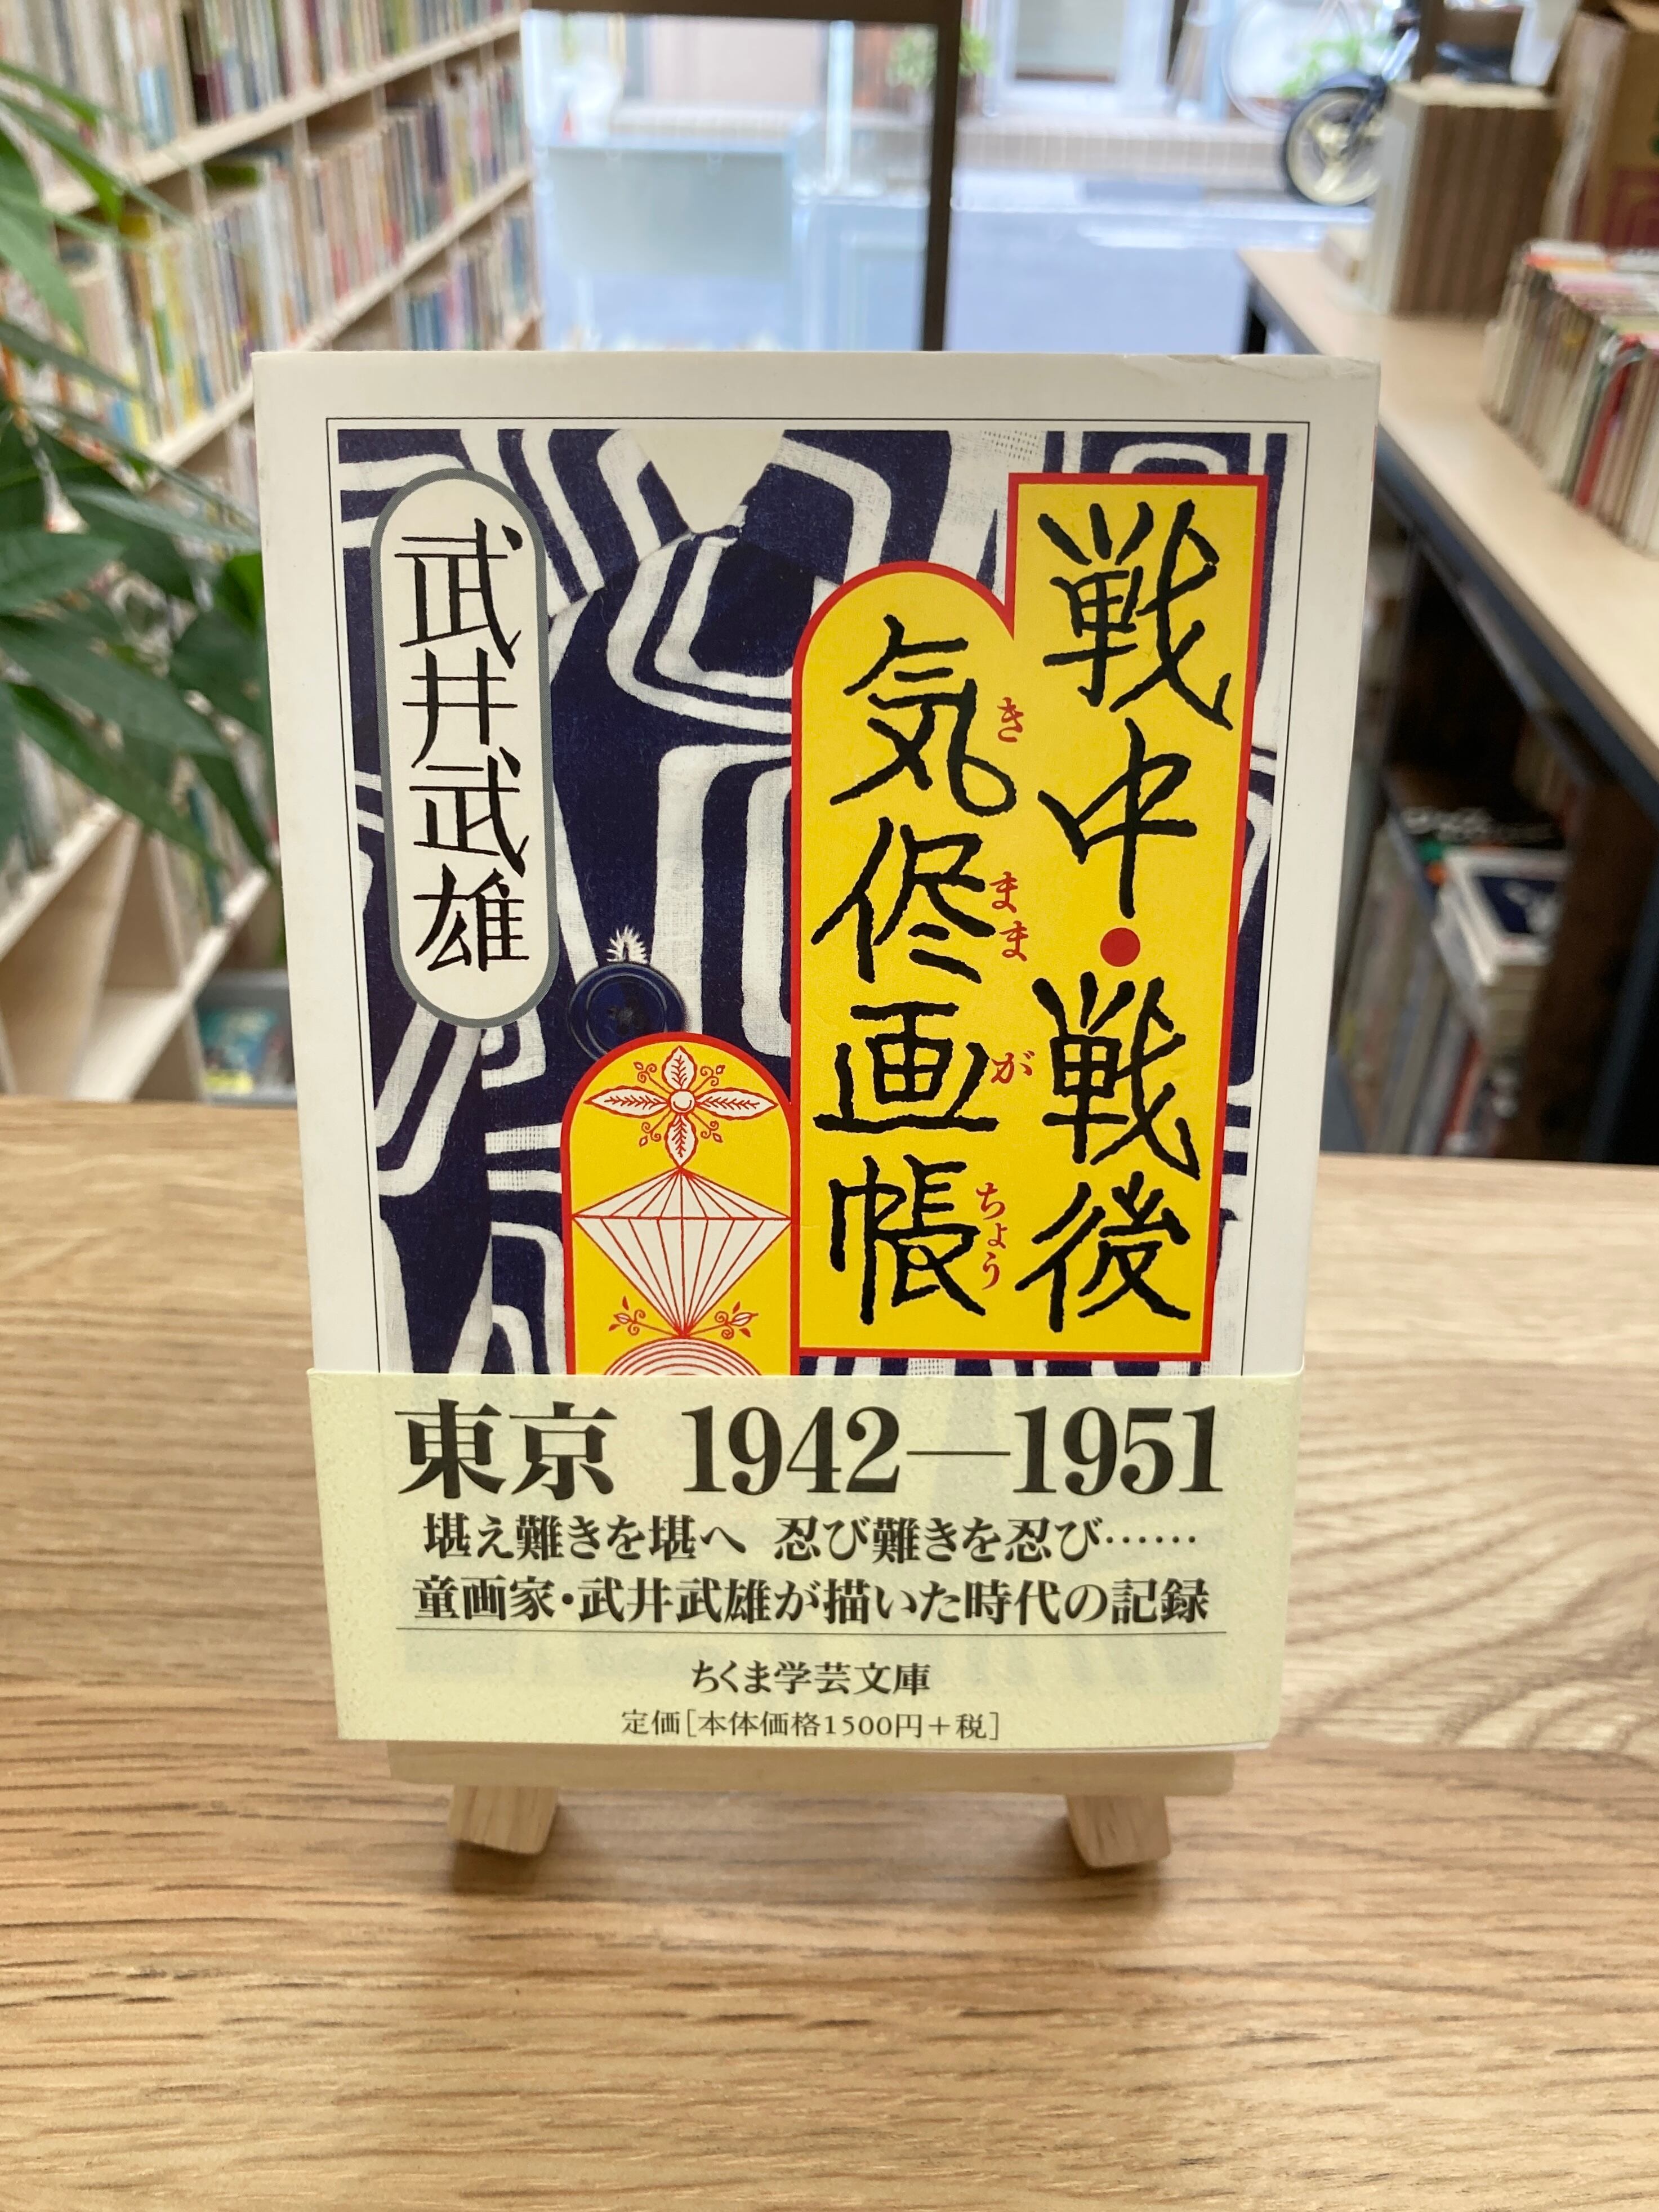 戦中・戦後
気侭画帳
き
まま
が
ちょう
武井武雄
東京 1942—1951
堪え難きを堪へ 忍び難きを忍び……
童画家・武井武雄が描いた時代の記録
ちくま学芸文庫
定価[本体価格1500円+税]